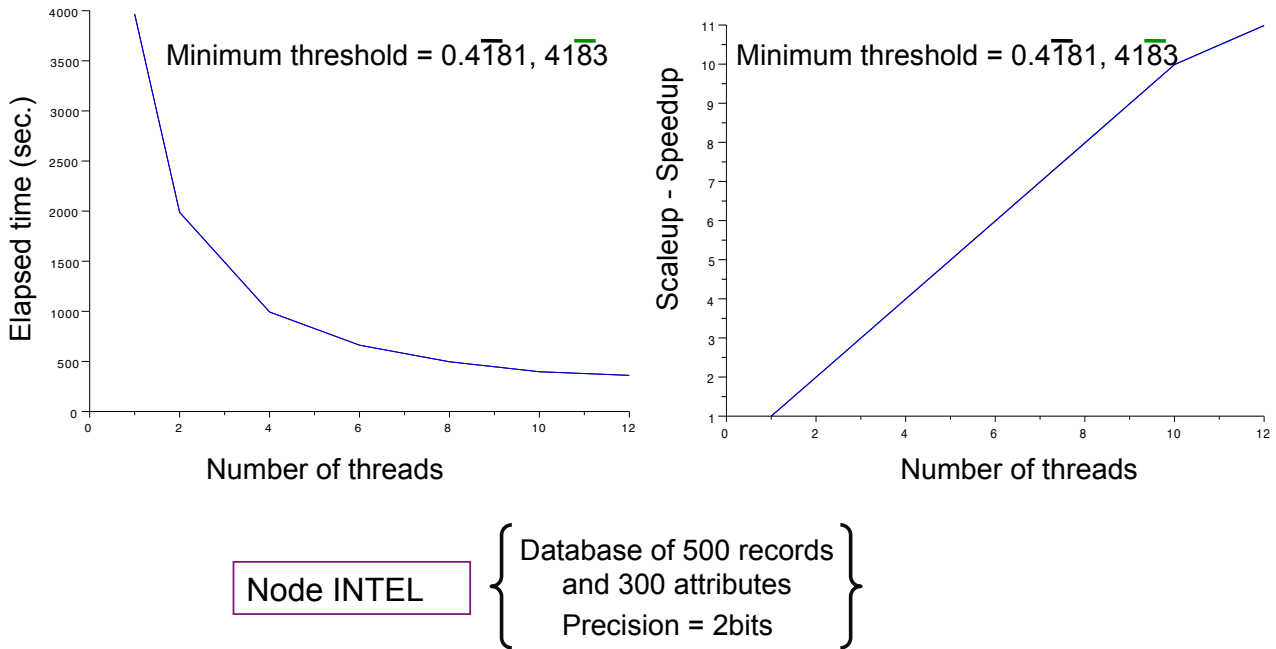 Minimum threshold = 0.4181, 4183
4000
3500
3000
2500
2000
1500
1000
500
0
Elapsed time (sec.)
0 2 4 6 8 10 12
Number of threads
Minimum threshold = 0.4181, 4183
11
10
9
8
7
6
5
4
3
2
1
Scaleup - Speedup
0 2 4 6 8 10 12
Number of threads
Node INTEL
Database of 500 records
and 300 attributes
Precision = 2bits